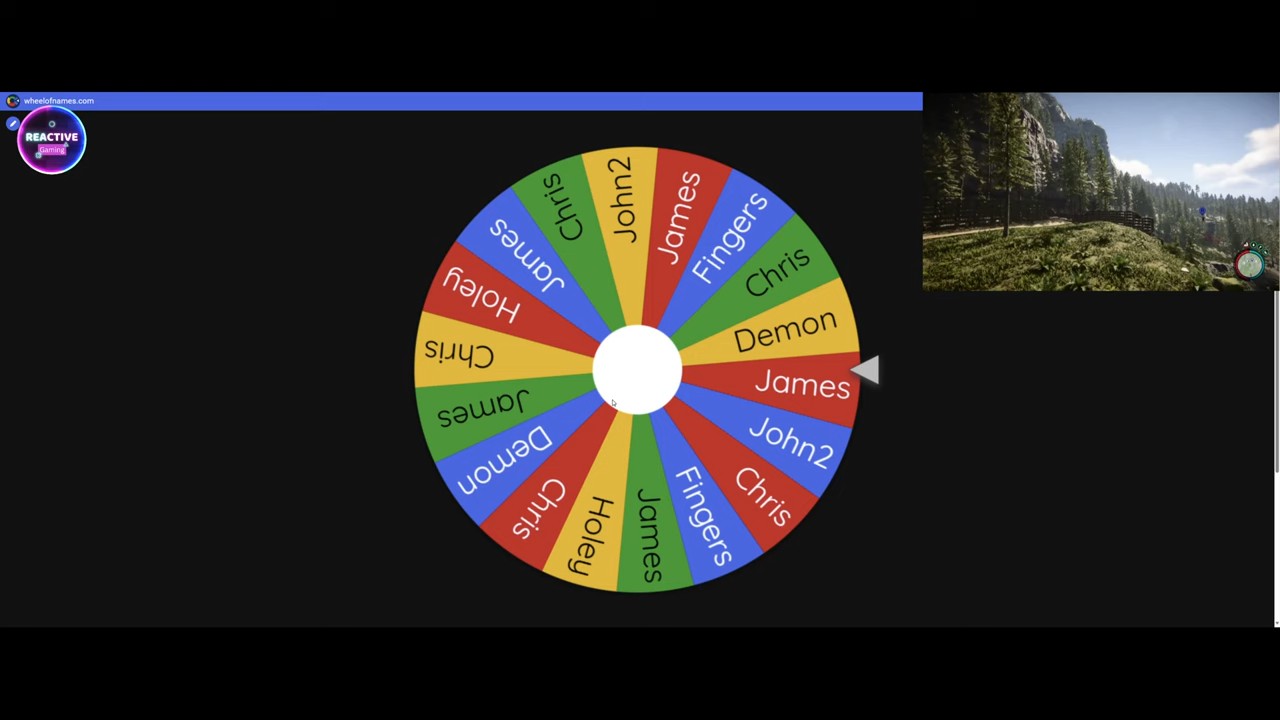 wheelofnames.com
REACTIVE
Gaming
John2
James
Fingers
Chris
Demon
James
John2
Chris
Fingers
James
Holey
Chris
Demon
James
Chris
Holey
James
Chris